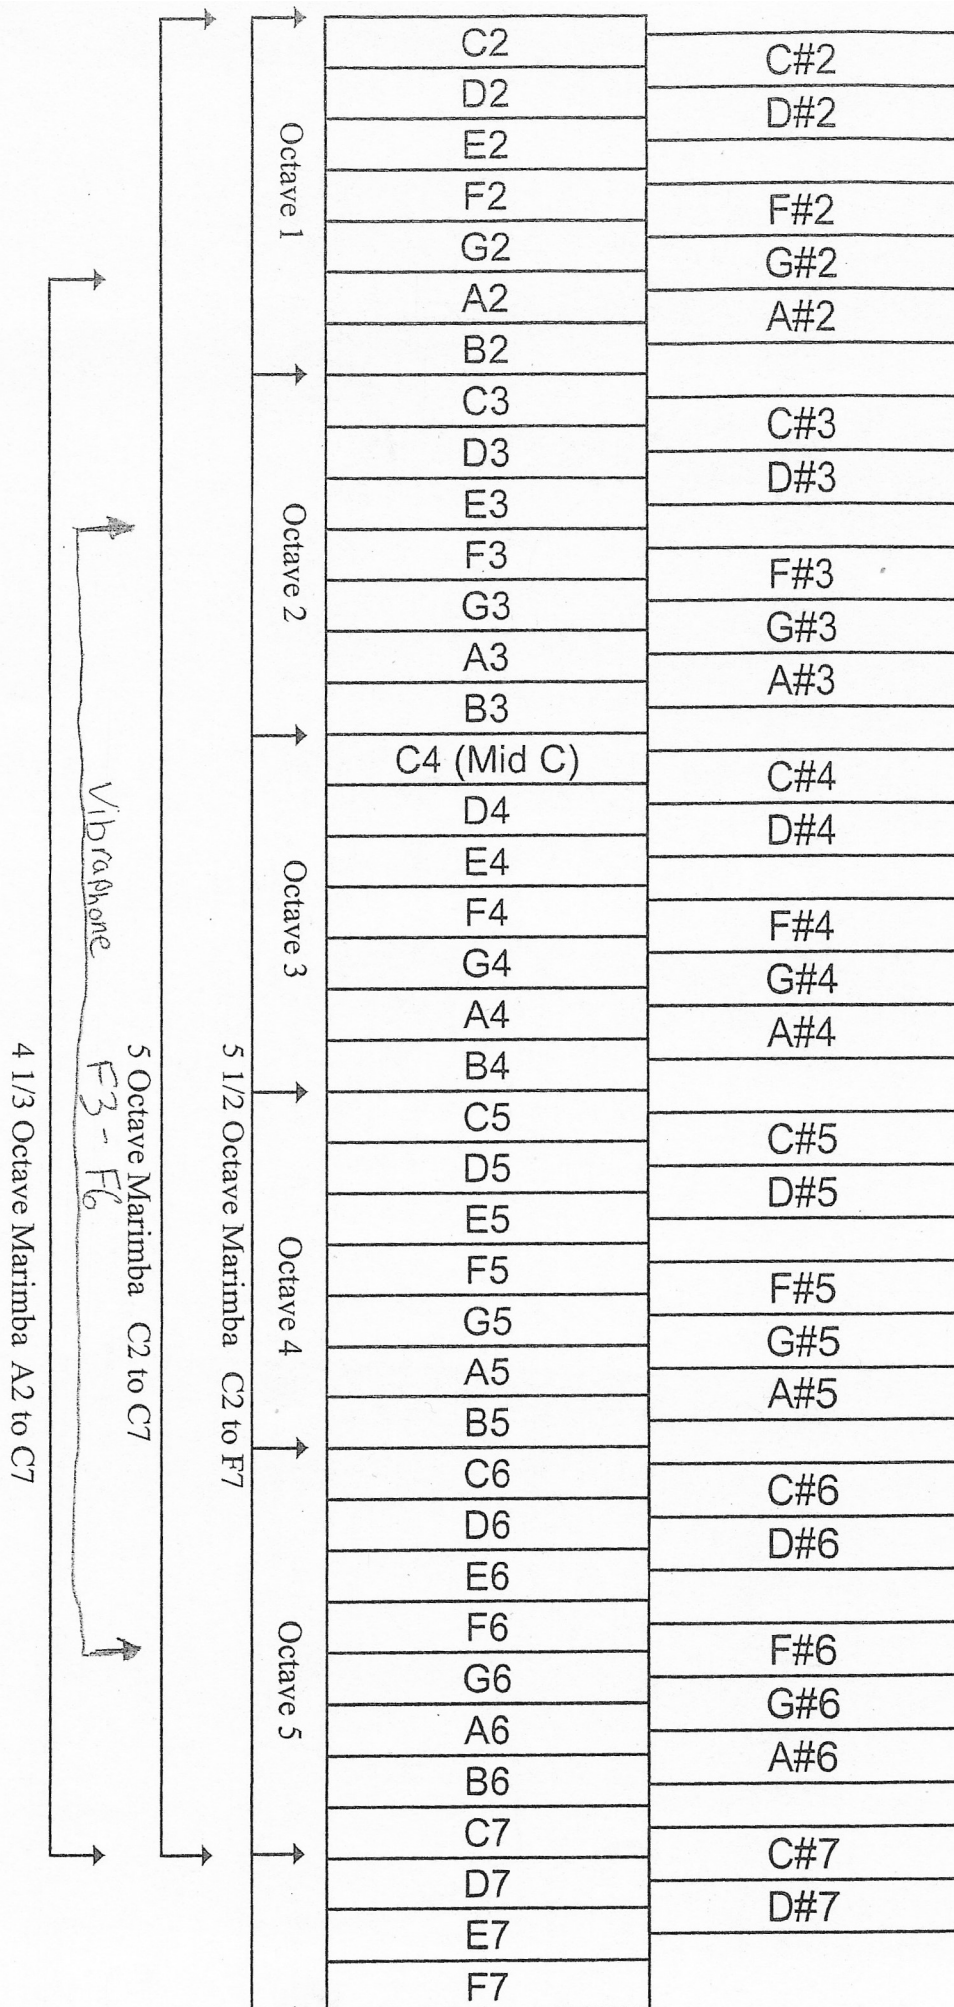 C2
C#2
D2
D#2
E2
F2
F#2
G2
G#2
A2
A#2
B2
C3
C#3
D3
D#3
E3
F3
F#3
G3
G#3
A3
A#3
B3
C4 (Mid C)
C#4
D4
D#4
E4
F4
F#4
G4
G#4
A4
A#4
B4
C5
C#5
D5
D#5
E5
F5
F#5
G5
G#5
A5
A#5
B5
C6
C#6
D6
D#6
E6
F6
F#6
G6
G#6
A6
A#6
B6
C7
C#7
D7
D#7
E7
F7
Octave 1
Octave 2
Octave 3
Octave 4
Octave 5
5 1/2 Octave Marimba C2 to F7
5 Octave Marimba C2 to C7
Vibraphone F3 - F6
4 1/3 Octave Marimba A2 to C7